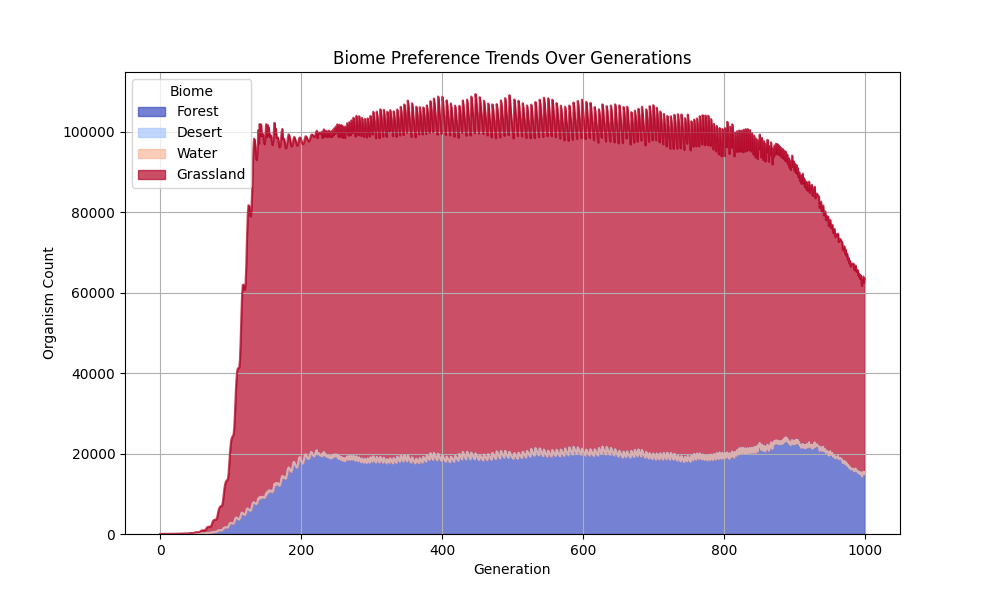 Biome Preference Trends Over Generations
Biome
Forest
Desert
Water
Grassland
100000
80000
60000
40000
20000
0
Organism Count
0 200 400 600 800 1000
Generation